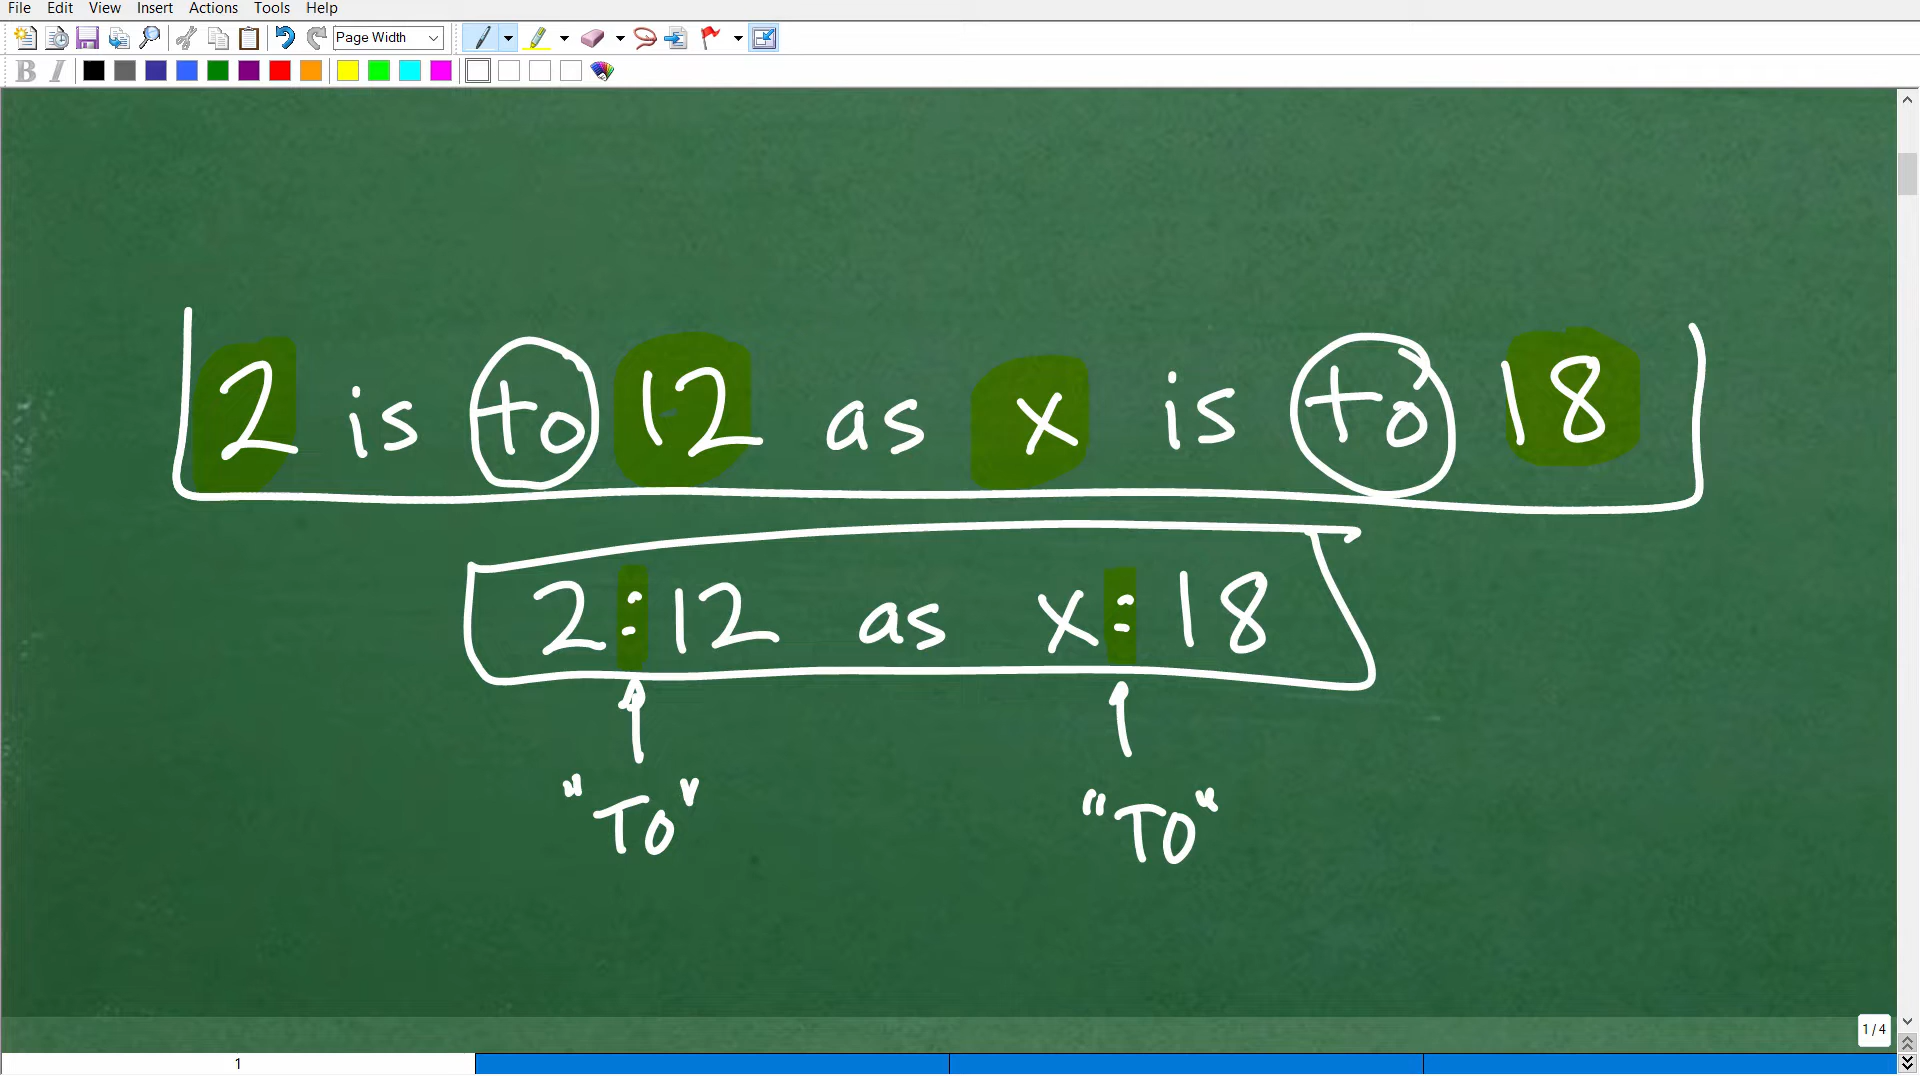 File Edit View Insert Actions Tools Help
Page Width
B I
2 is to 12 as x is to 18
2:12 as x:18
"TO" "TO"
1 / 4
1